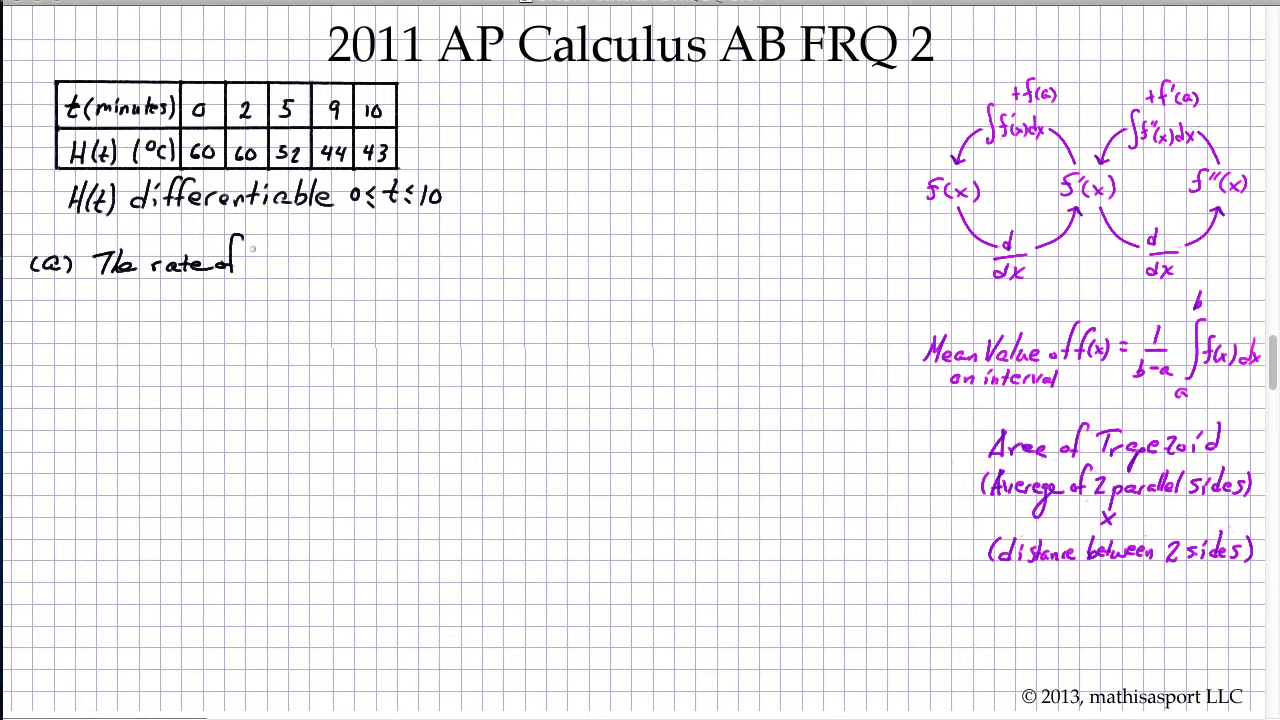 2011 AP Calculus AB FRQ 2
t (minutes) 0 2 5 9 10
H(t) (°C) 60 60 52 44 43
H(t) differentiable 0 ≤ t ≤ 10
(a) The rate of
+f(a) +f'(a)
∫f'(x)dx ∫f''(x)dx
f(x) f'(x) f''(x)
d/dx d/dx
Mean Value of f(x) = 1/(b-a) ∫_a^b f(x) dx
on interval
Area of Trapezoid
(Average of 2 parallel sides)
x
(distance between 2 sides)
© 2013, mathisasport LLC